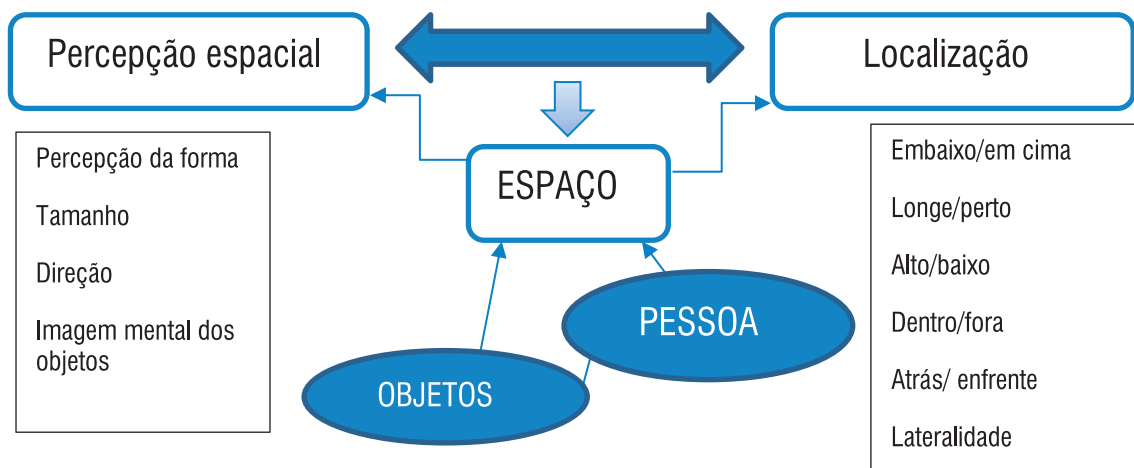 Percepção espacial
Localização
Percepção da forma
Tamanho
Direção
Imagem mental dos
objetos
ESPAÇO
PESSOA
OBJETOS
Embaixo/em cima
Longe/perto
Alto/baixo
Dentro/fora
Atrás/ enfrente
Lateralidade